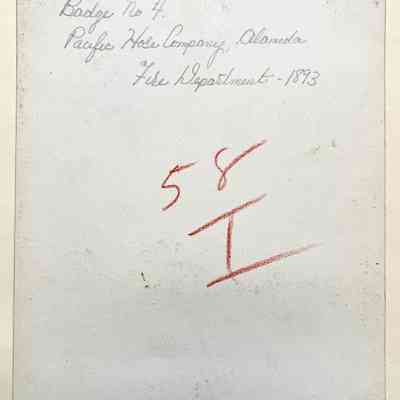 Badge No 4.
Pacific Hose Company, Alameda
Fire Department - 1893
58
I